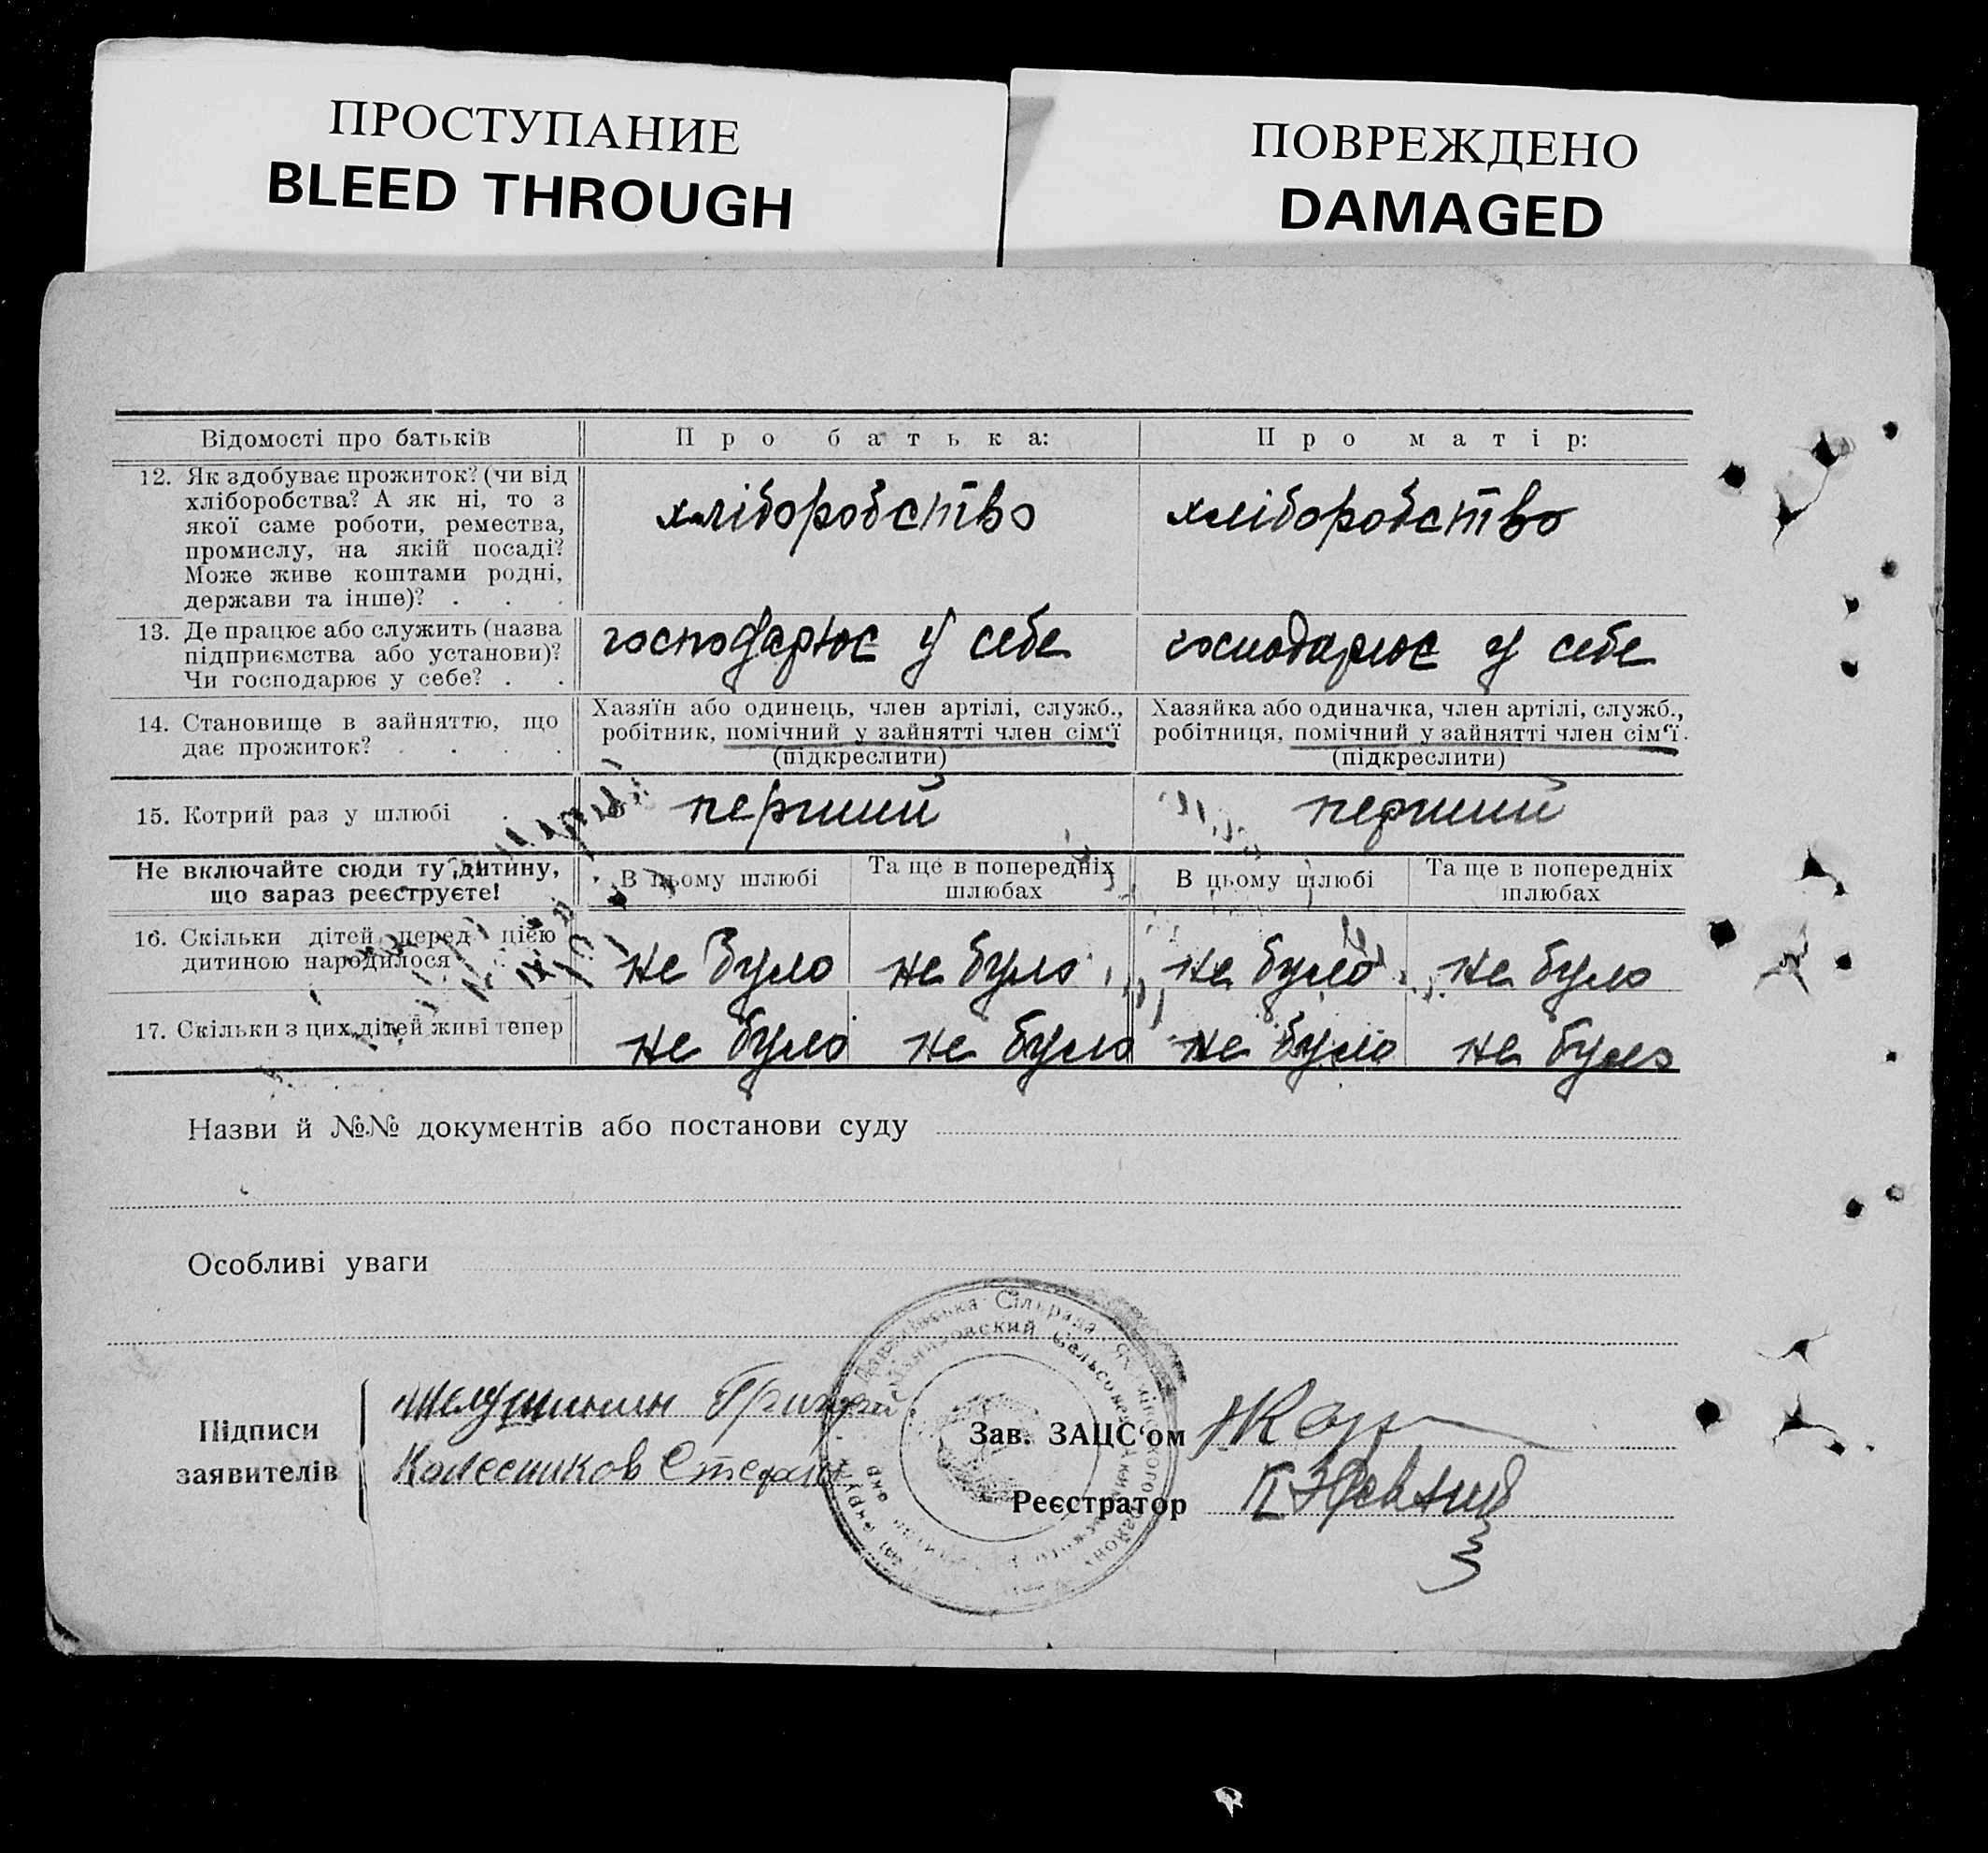 ПРОСТУПАНИЕ
BLEED THROUGH
ПОВРЕЖДЕНО
DAMAGED
Відомості про батьків
Про батька:
Про матір:
12. Як здобуває прожиток? (чи від
хліборобства? А як ні, то з
якої саме роботи, ремества,
промислу, на якій посаді?
Може живе коштами родні,
держави та інше)? . . .
хліборобство
хліборобство
13. Де працює або служить (назва
підприємства або установи)?
Чи господарює у себе? . .
господарює у себе
господарює у себе
14. Становище в зайняттю, що
дає прожиток? . . . .
Хазяїн або одинець, член артілі, служб.,
робітник, помічний у зайнятті член сім'ї
(підкреслити)
Хазяйка або одиначка, член артілі, служб.,
робітниця, помічний у зайнятті член сім'ї.
(підкреслити)
15. Котрий раз у шлюбі
перший
перший
Не включайте сюди ту дитину,
що зараз реєструєте!
В цьому шлюбі
Та ще в попередніх
шлюбах
В цьому шлюбі
Та ще в попередніх
шлюбах
16. Скільки дітей перед цією
дитиною народилося
не було
не було
не було
не було
17. Скільки з цих дітей живі тепер
не було
не було
не було
не було
Назви й №№ документів або постанови суду
Особливі уваги
Сільрада
Підписи
заявителів
Колесников Степан
Зав. ЗАЦС'ом
Реєстратор